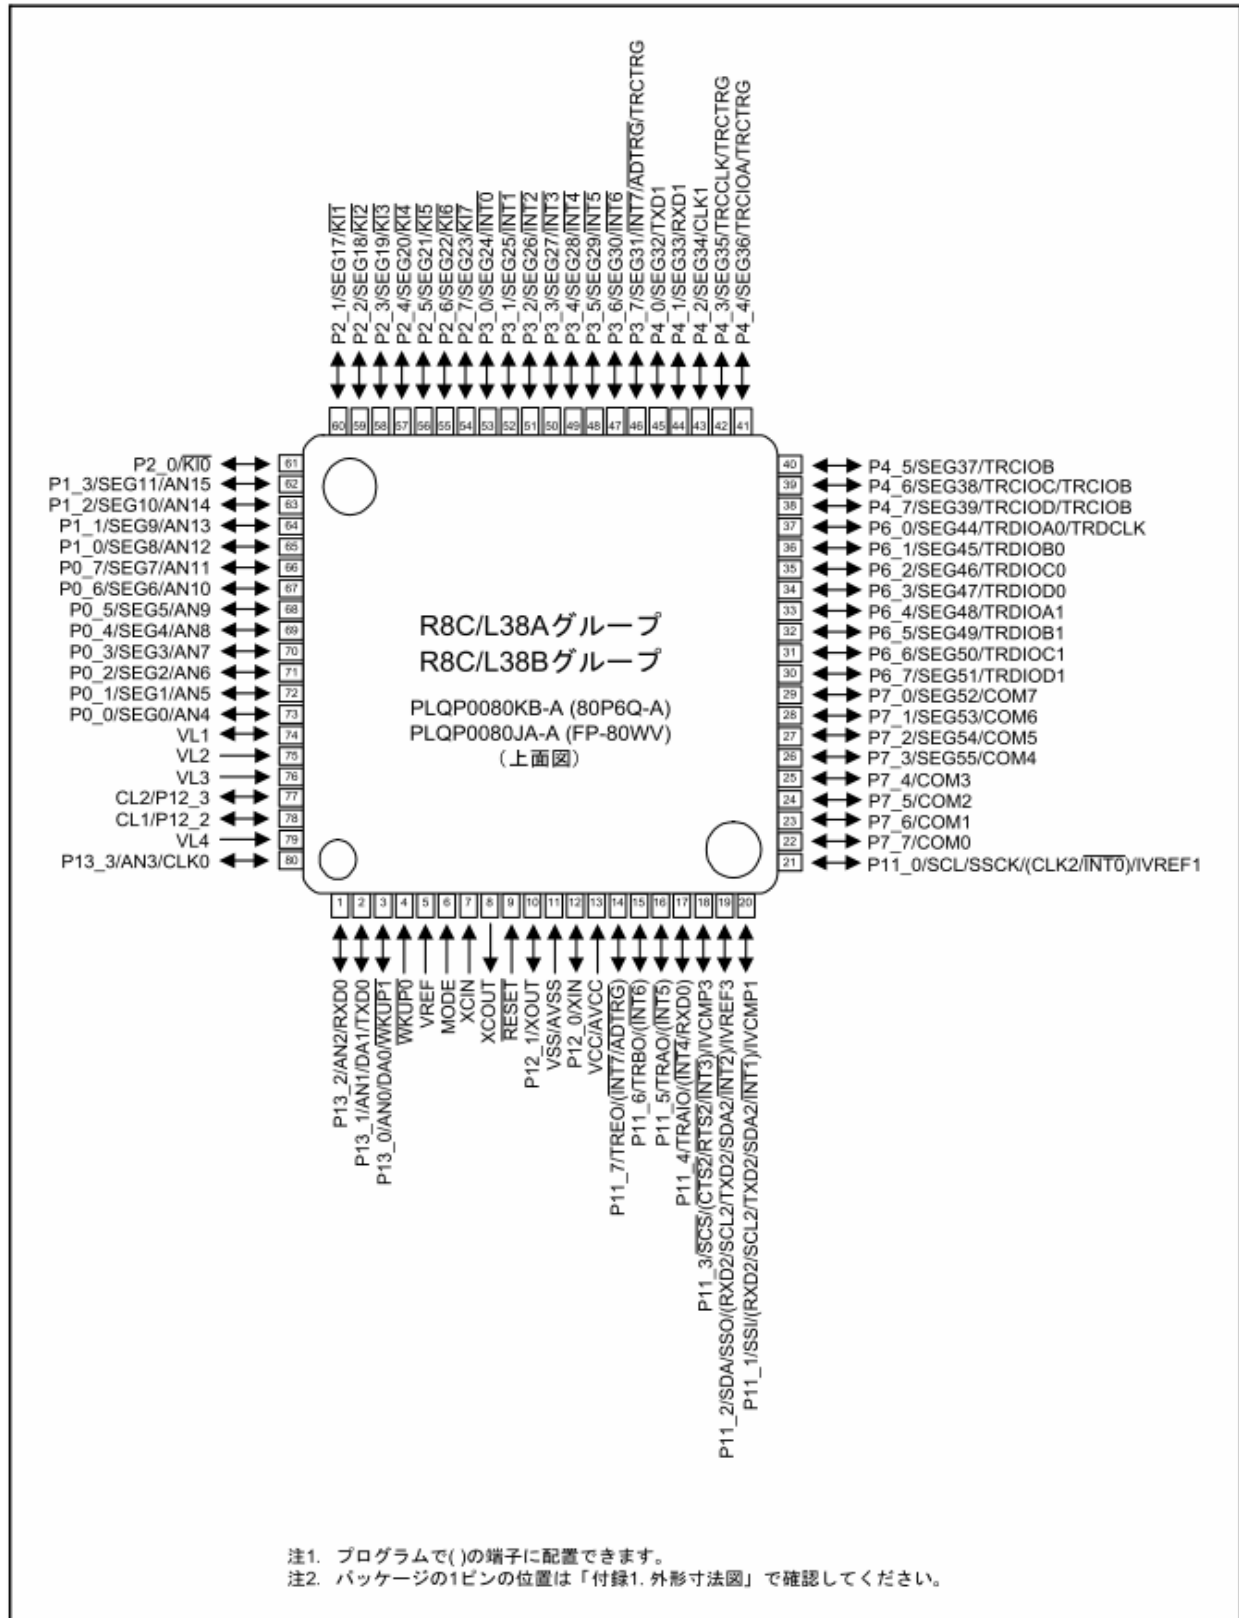 P2_1/SEG17/KI1
P2_2/SEG18/KI2
P2_3/SEG19/KI3
P2_4/SEG20/KI4
P2_5/SEG21/KI5
P2_6/SEG22/KI6
P2_7/SEG23/KI7
P3_0/SEG24/INT0
P3_1/SEG25/INT1
P3_2/SEG26/INT2
P3_3/SEG27/INT3
P3_4/SEG28/INT4
P3_5/SEG29/INT5
P3_6/SEG30/INT6
P3_7/SEG31/INT7/ADTRG/TRCTRG
P4_0/SEG32/TXD1
P4_1/SEG33/RXD1
P4_2/SEG34/CLK1
P4_3/SEG35/TRCCLK/TRCTRG
P4_4/SEG36/TRCIOA/TRCTRG
60 59 58 57 56 55 54 53 52 51 50 49 48 47 46 45 44 43 42 41
P2_0/KI0 61
P1_3/SEG11/AN15 62
P1_2/SEG10/AN14 63
P1_1/SEG9/AN13 64
P1_0/SEG8/AN12 65
P0_7/SEG7/AN11 66
P0_6/SEG6/AN10 67
P0_5/SEG5/AN9 68
P0_4/SEG4/AN8 69
P0_3/SEG3/AN7 70
P0_2/SEG2/AN6 71
P0_1/SEG1/AN5 72
P0_0/SEG0/AN4 73
VL1 74
VL2 75
VL3 76
CL2/P12_3 77
CL1/P12_2 78
VL4 79
P13_3/AN3/CLK0 80
R8C/L38Aグループ
R8C/L38Bグループ
PLQP0080KB-A (80P6Q-A)
PLQP0080JA-A (FP-80WV)
(上面図)
40 P4_5/SEG37/TRCIOB
39 P4_6/SEG38/TRCIOC/TRCIOB
38 P4_7/SEG39/TRCIOD/TRCIOB
37 P6_0/SEG44/TRDIOA0/TRDCLK
36 P6_1/SEG45/TRDIOB0
35 P6_2/SEG46/TRDIOC0
34 P6_3/SEG47/TRDIOD0
33 P6_4/SEG48/TRDIOA1
32 P6_5/SEG49/TRDIOB1
31 P6_6/SEG50/TRDIOC1
30 P6_7/SEG51/TRDIOD1
29 P7_0/SEG52/COM7
28 P7_1/SEG53/COM6
27 P7_2/SEG54/COM5
26 P7_3/SEG55/COM4
25 P7_4/COM3
24 P7_5/COM2
23 P7_6/COM1
22 P7_7/COM0
21 P11_0/SCL/SSCK/(CLK2/INT0)/IVREF1
1 2 3 4 5 6 7 8 9 10 11 12 13 14 15 16 17 18 19 20
P13_2/AN2/RXD0
P13_1/AN1/DA1/TXD0
P13_0/AN0/DA0/WKUP1
WKUP0
VREF
MODE
XCIN
XCOUT
RESET
P12_1/XOUT
VSS/AVSS
P12_0/XIN
VCC/AVCC
P11_7/TREO/(INT7/ADTRG)
P11_6/TRBO/(INT6)
P11_5/TRAO/(INT5)
P11_4/TRAIO/(INT4/RXD0)
P11_3/SCS/(CTS2/RTS2/INT3)/IVCMP3
P11_2/SDA/SSO/(RXD2/SCL2/TXD2/SDA2/INT2)/IVREF3
P11_1/SSI/(RXD2/SCL2/TXD2/SDA2/INT1)/IVCMP1
注1. プログラムで( )の端子に配置できます。
注2. パッケージの1ピンの位置は「付録1. 外形寸法図」で確認してください。